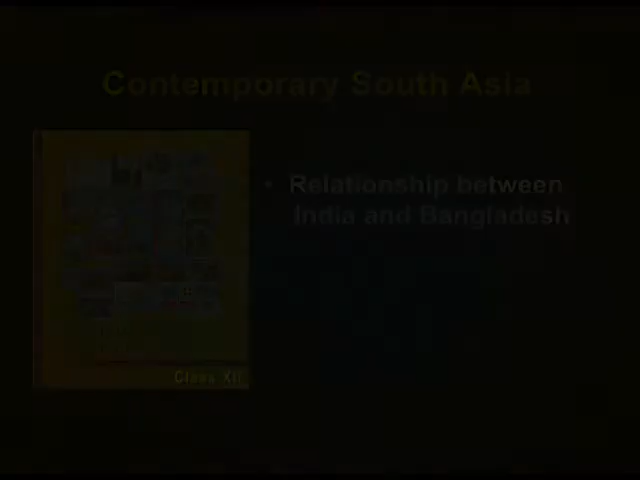 Contemporary South Asia
• Relationship between
India and Bangladesh
Class XII